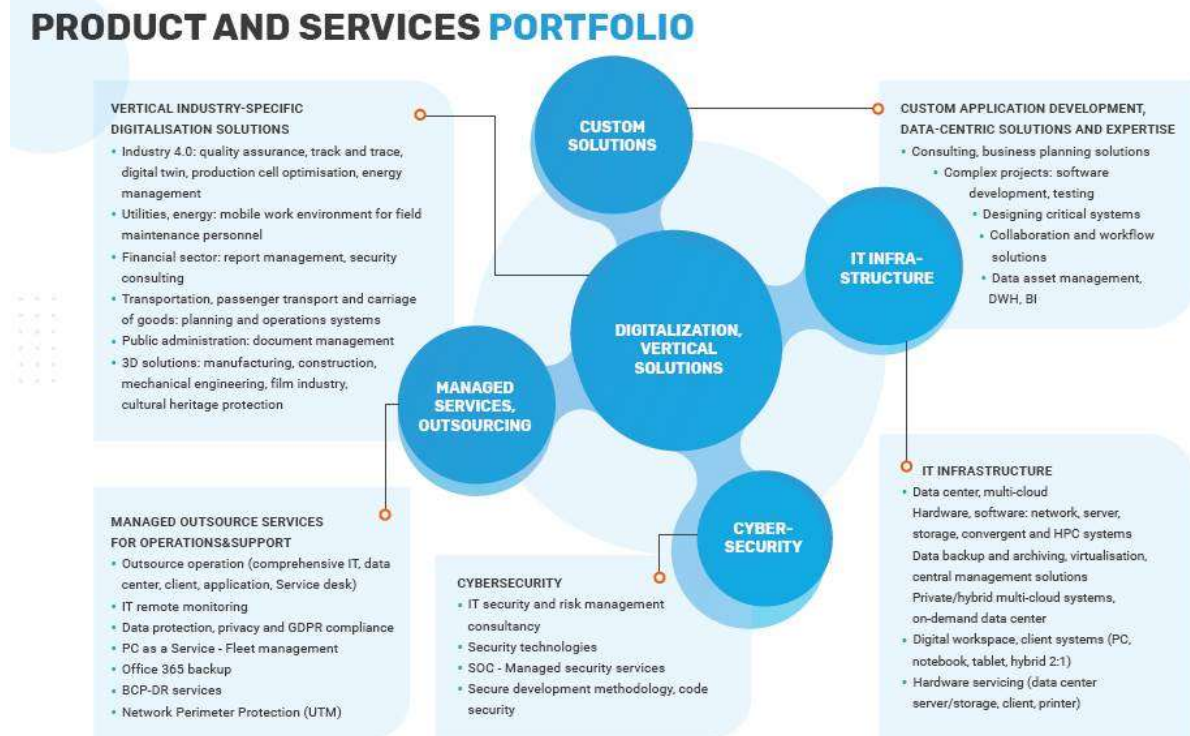 PRODUCT AND SERVICES PORTFOLIO
VERTICAL INDUSTRY-SPECIFIC
DIGITALISATION SOLUTIONS
• Industry 4.0: quality assurance, track and trace,
digital twin, production cell optimisation, energy
management
• Utilities, energy: mobile work environment for field
maintenance personnel
• Financial sector: report management, security
consulting
• Transportation, passenger transport and carriage
of goods: planning and operations systems
• Public administration: document management
• 3D solutions: manufacturing, construction,
mechanical engineering, film industry,
cultural heritage protection
CUSTOM
SOLUTIONS
CUSTOM APPLICATION DEVELOPMENT,
DATA-CENTRIC SOLUTIONS AND EXPERTISE
• Consulting, business planning solutions
• Complex projects: software
development, testing
• Designing critical systems
• Collaboration and workflow
solutions
• Data asset management,
DWH, BI
IT INFRA-
STRUCTURE
DIGITALIZATION,
VERTICAL
SOLUTIONS
MANAGED
SERVICES,
OUTSOURCING
CYBER-
SECURITY
MANAGED OUTSOURCE SERVICES
FOR OPERATIONS&SUPPORT
• Outsource operation (comprehensive IT, data
center, client, application, Service desk)
• IT remote monitoring
• Data protection, privacy and GDPR compliance
• PC as a Service - Fleet management
• Office 365 backup
• BCP-DR services
• Network Perimeter Protection (UTM)
CYBERSECURITY
• IT security and risk management
consultancy
• Security technologies
• SOC - Managed security services
• Secure development methodology, code
security
IT INFRASTRUCTURE
• Data center, multi-cloud
Hardware, software: network, server,
storage, convergent and HPC systems
Data backup and archiving, virtualisation,
central management solutions
Private/hybrid multi-cloud systems,
on-demand data center
• Digital workspace, client systems (PC,
notebook, tablet, hybrid 2:1)
• Hardware servicing (data center
server/storage, client, printer)